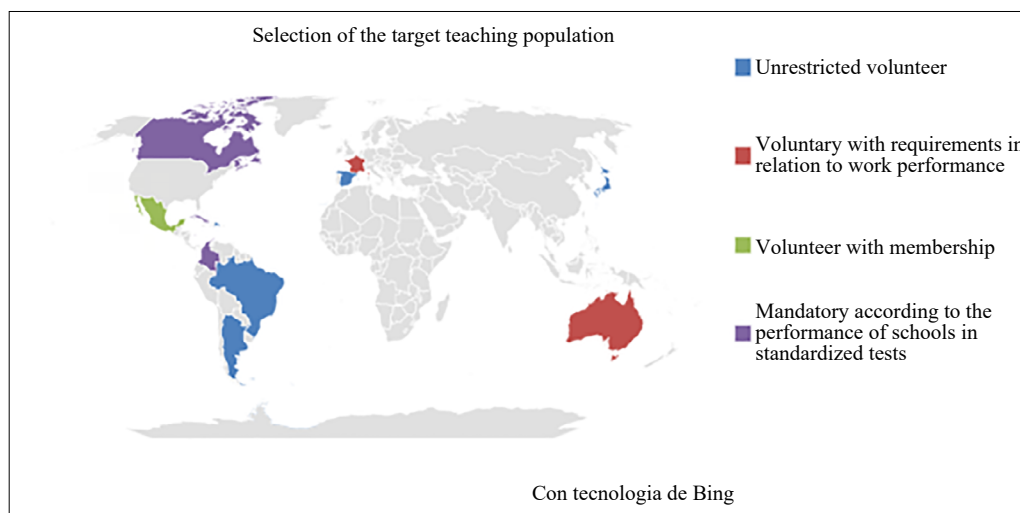 Selection of the target teaching population
Unrestricted volunteer
Voluntary with requirements in
relation to work performance
Volunteer with membership
Mandatory according to the
performance of schools in
standardized tests
Con tecnologia de Bing